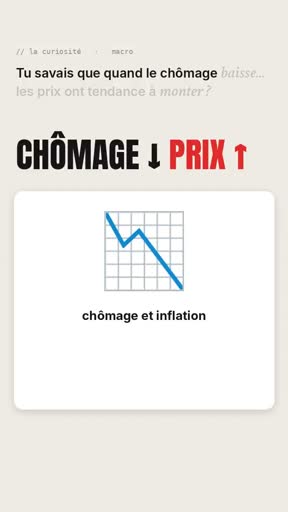 // la curiosité · macro
Tu savais que quand le chômage baisse...
les prix ont tendance à monter ?
CHÔMAGE ↓ PRIX ↑
chômage et inflation